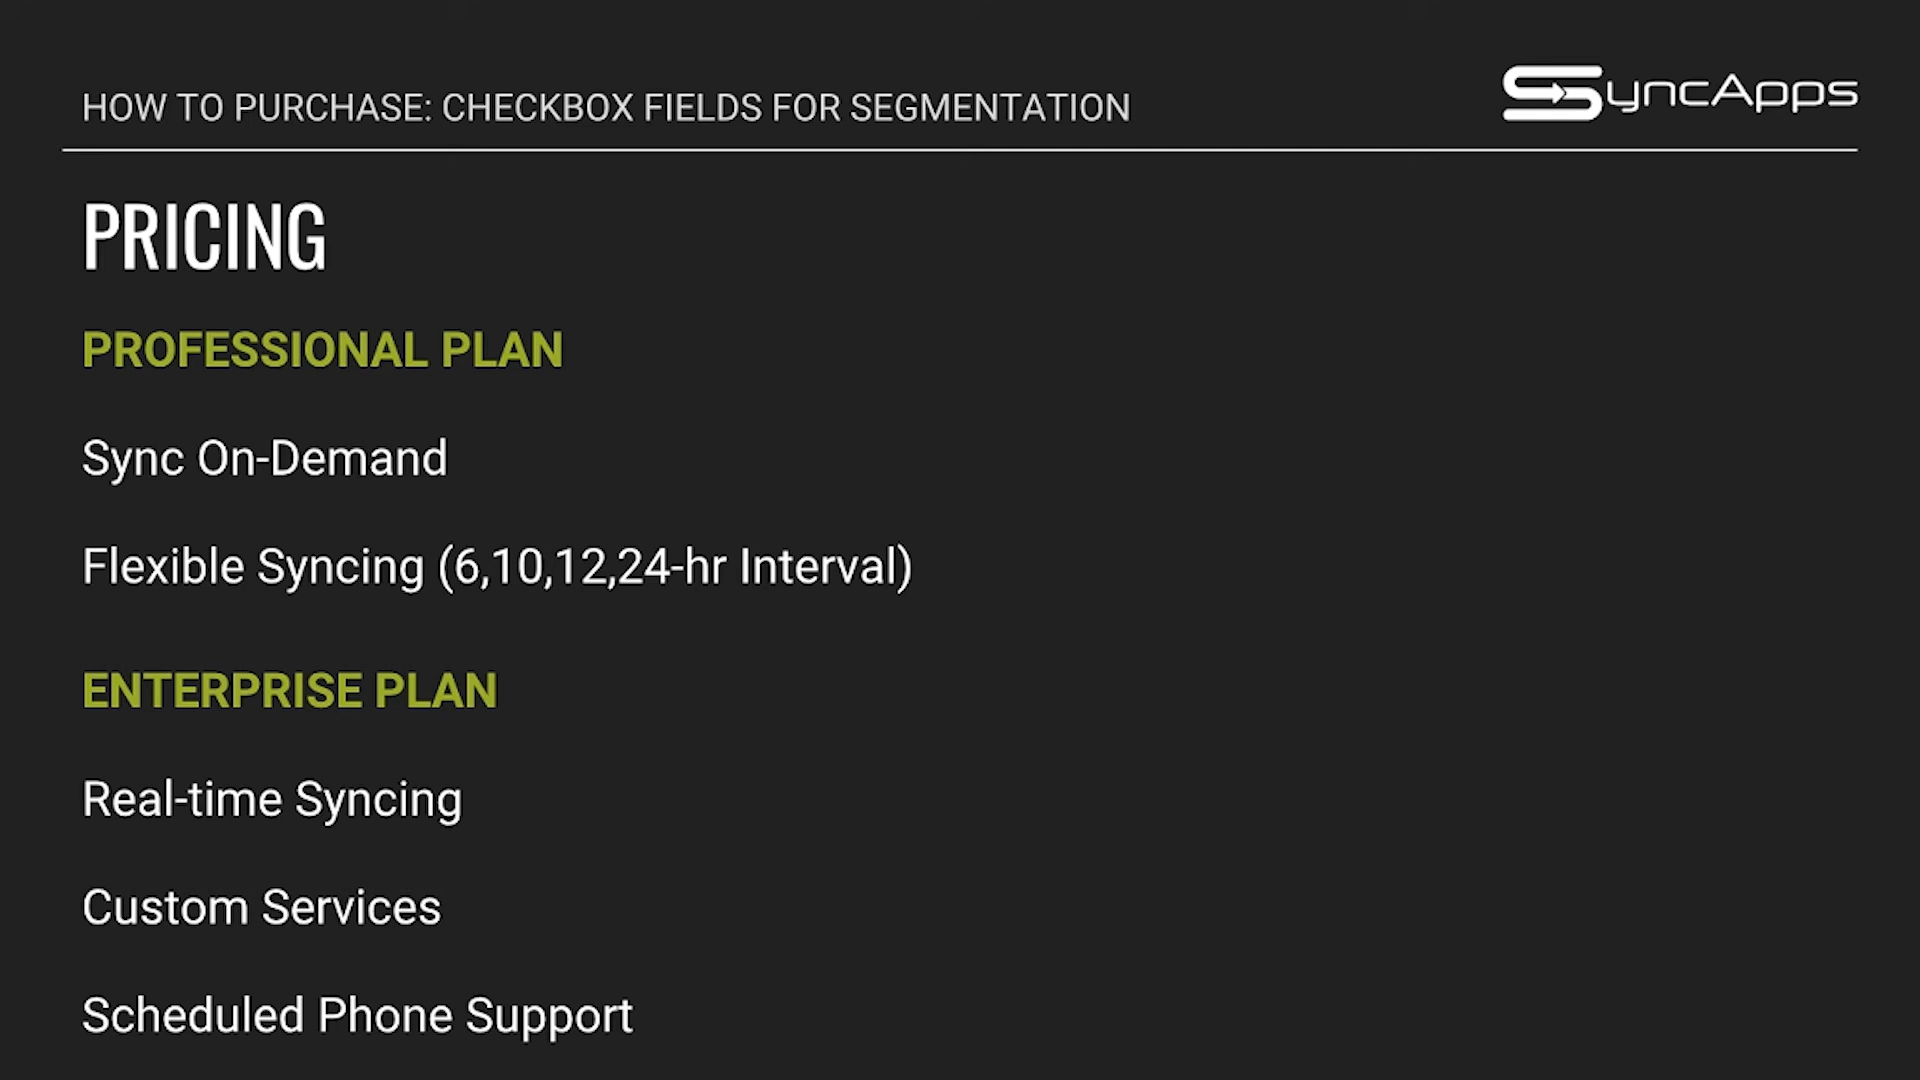 HOW TO PURCHASE: CHECKBOX FIELDS FOR SEGMENTATION
SyncApps
PRICING
PROFESSIONAL PLAN
Sync On-Demand
Flexible Syncing (6,10,12,24-hr Interval)
ENTERPRISE PLAN
Real-time Syncing
Custom Services
Scheduled Phone Support